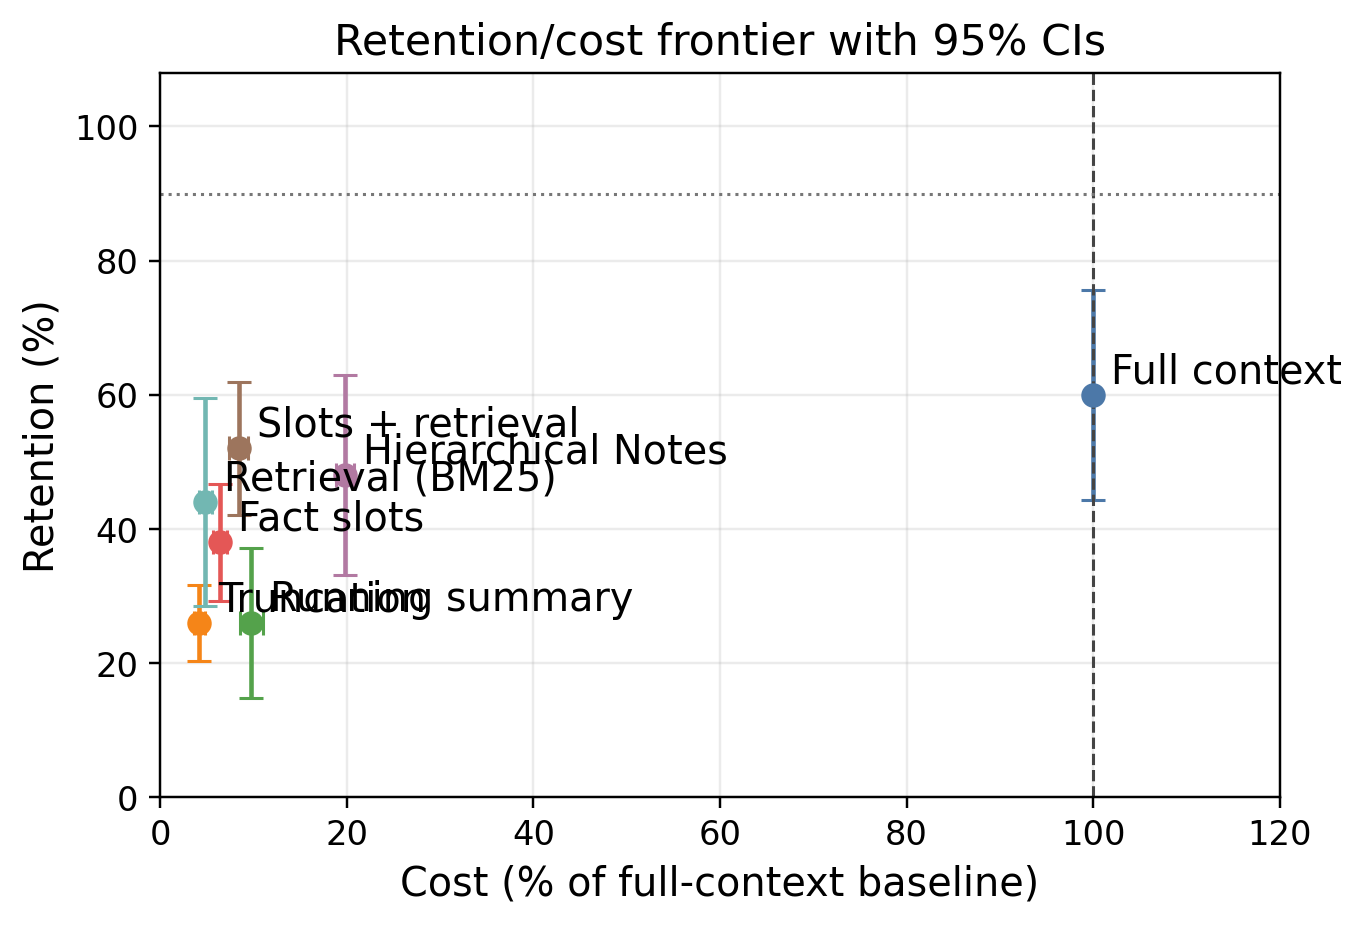 Retention/cost frontier with 95% CIs
Retention (%)
100
80
60
40
20
0
Full context
Slots + retrieval
Hierarchical Notes
Retrieval (BM25)
Fact slots
Truncation
Running summary
0 20 40 60 80 100 120
Cost (% of full-context baseline)